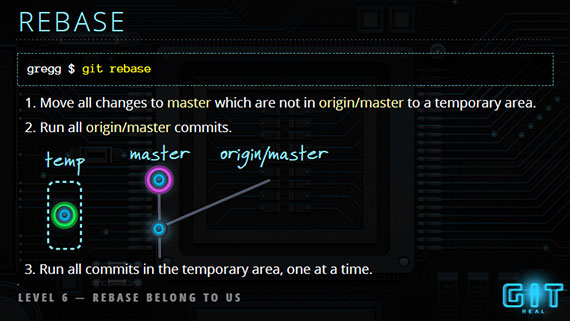 REBASE
gregg $ git rebase
1. Move all changes to master which are not in origin/master to a temporary area.
2. Run all origin/master commits.
temp master origin/master
3. Run all commits in the temporary area, one at a time.
LEVEL 6 — REBASE BELONG TO US
GIT
REAL